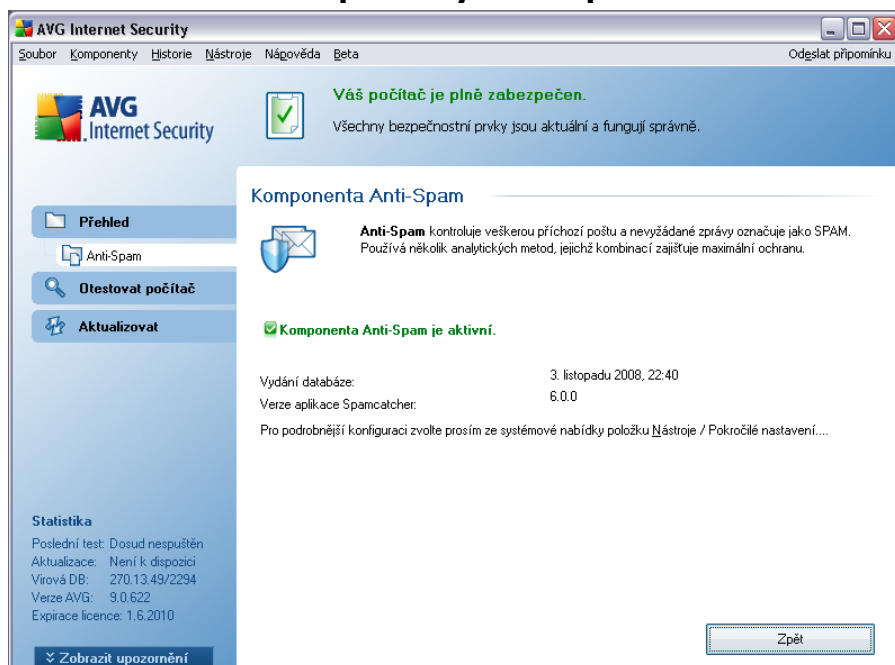 AVG Internet Security
Soubor Komponenty Historie Nástroje Nápověda Beta Odeslat připomínku
AVG
Internet Security
Váš počítač je plně zabezpečen.
Všechny bezpečnostní prvky jsou aktuální a fungují správně.
Přehled
Anti-Spam
Otestovat počítač
Aktualizovat
Komponenta Anti-Spam
Anti-Spam kontroluje veškerou příchozí poštu a nevyžádané zprávy označuje jako SPAM.
Používá několik analytických metod, jejichž kombinací zajišťuje maximální ochranu.
Komponenta Anti-Spam je aktivní.
Vydání databáze: 3. listopadu 2008, 22:40
Verze aplikace Spamcatcher: 6.0.0
Pro podrobnější konfiguraci zvolte prosím ze systémové nabídky položku Nástroje / Pokročilé nastavení....
Statistika
Poslední test: Dosud nespuštěn
Aktualizace: Není k dispozici
Virová DB: 270.13.49/2294
Verze AVG: 9.0.622
Expirace licence: 1.6.2010
Zobrazit upozornění
Zpět